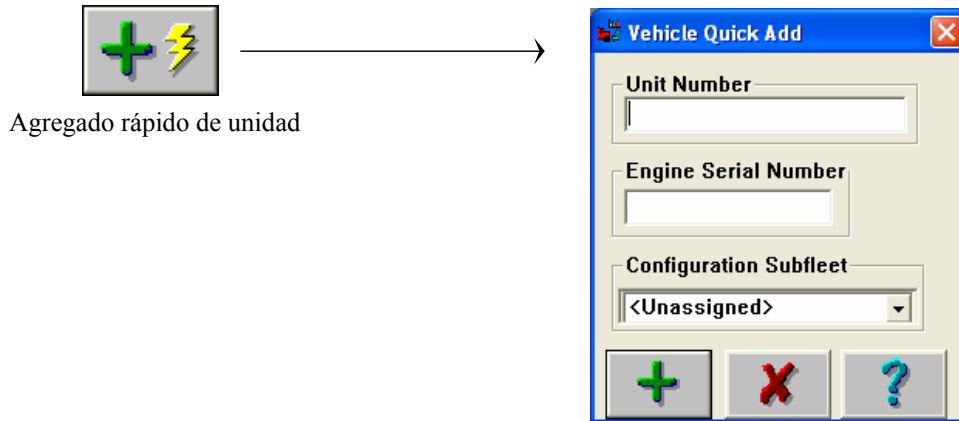 Vehicle Quick Add
Agregado rápido de unidad
Unit Number
Engine Serial Number
Configuration Subfleet
<Unassigned>